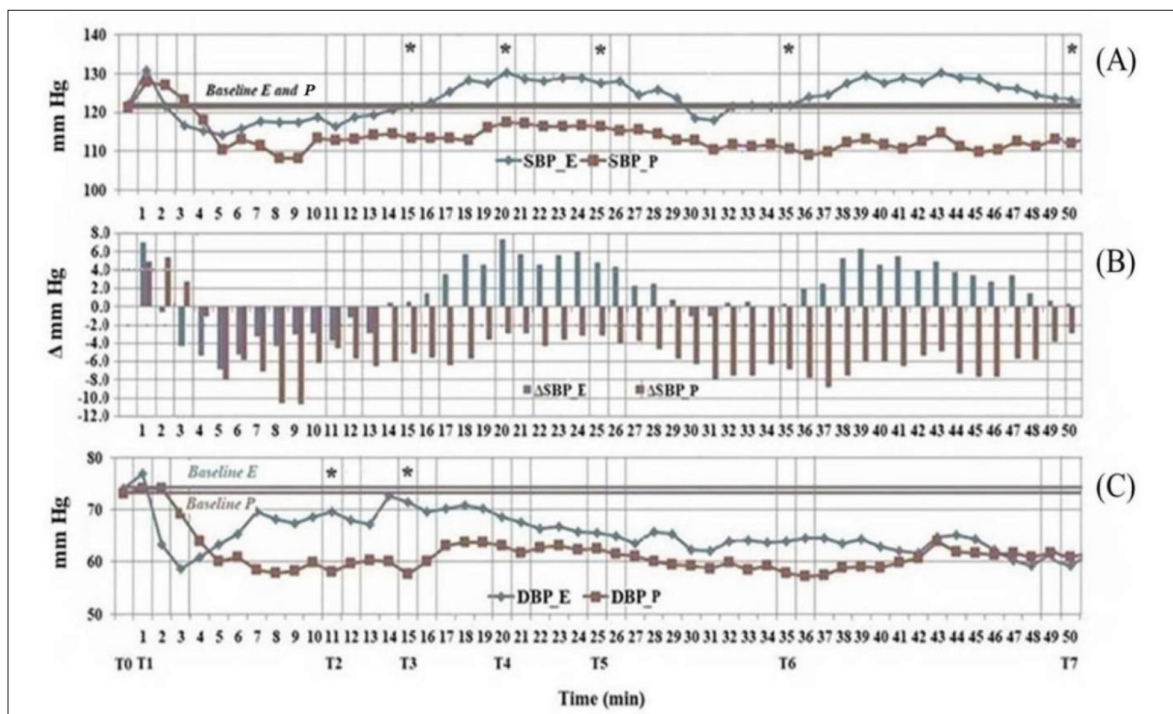 (A)
mm Hg
140
130
120
110
100
* * * * *
Baseline E and P
SBP_E SBP_P
1 2 3 4 5 6 7 8 9 10 11 12 13 14 15 16 17 18 19 20 21 22 23 24 25 26 27 28 29 30 31 32 33 34 35 36 37 38 39 40 41 42 43 44 45 46 47 48 49 50
(B)
Δ mm Hg
8.0
6.0
4.0
2.0
0.0
-2.0
-4.0
-6.0
-8.0
-10.0
-12.0
ΔSBP_E ΔSBP_P
1 2 3 4 5 6 7 8 9 10 11 12 13 14 15 16 17 18 19 20 21 22 23 24 25 26 27 28 29 30 31 32 33 34 35 36 37 38 39 40 41 42 43 44 45 46 47 48 49 50
(C)
mm Hg
80
70
60
50
Baseline E
* *
Baseline P
DBP_E DBP_P
1 2 3 4 5 6 7 8 9 10 11 12 13 14 15 16 17 18 19 20 21 22 23 24 25 26 27 28 29 30 31 32 33 34 35 36 37 38 39 40 41 42 43 44 45 46 47 48 49 50
T0 T1 T2 T3 T4 T5 T6 T7
Time (min)